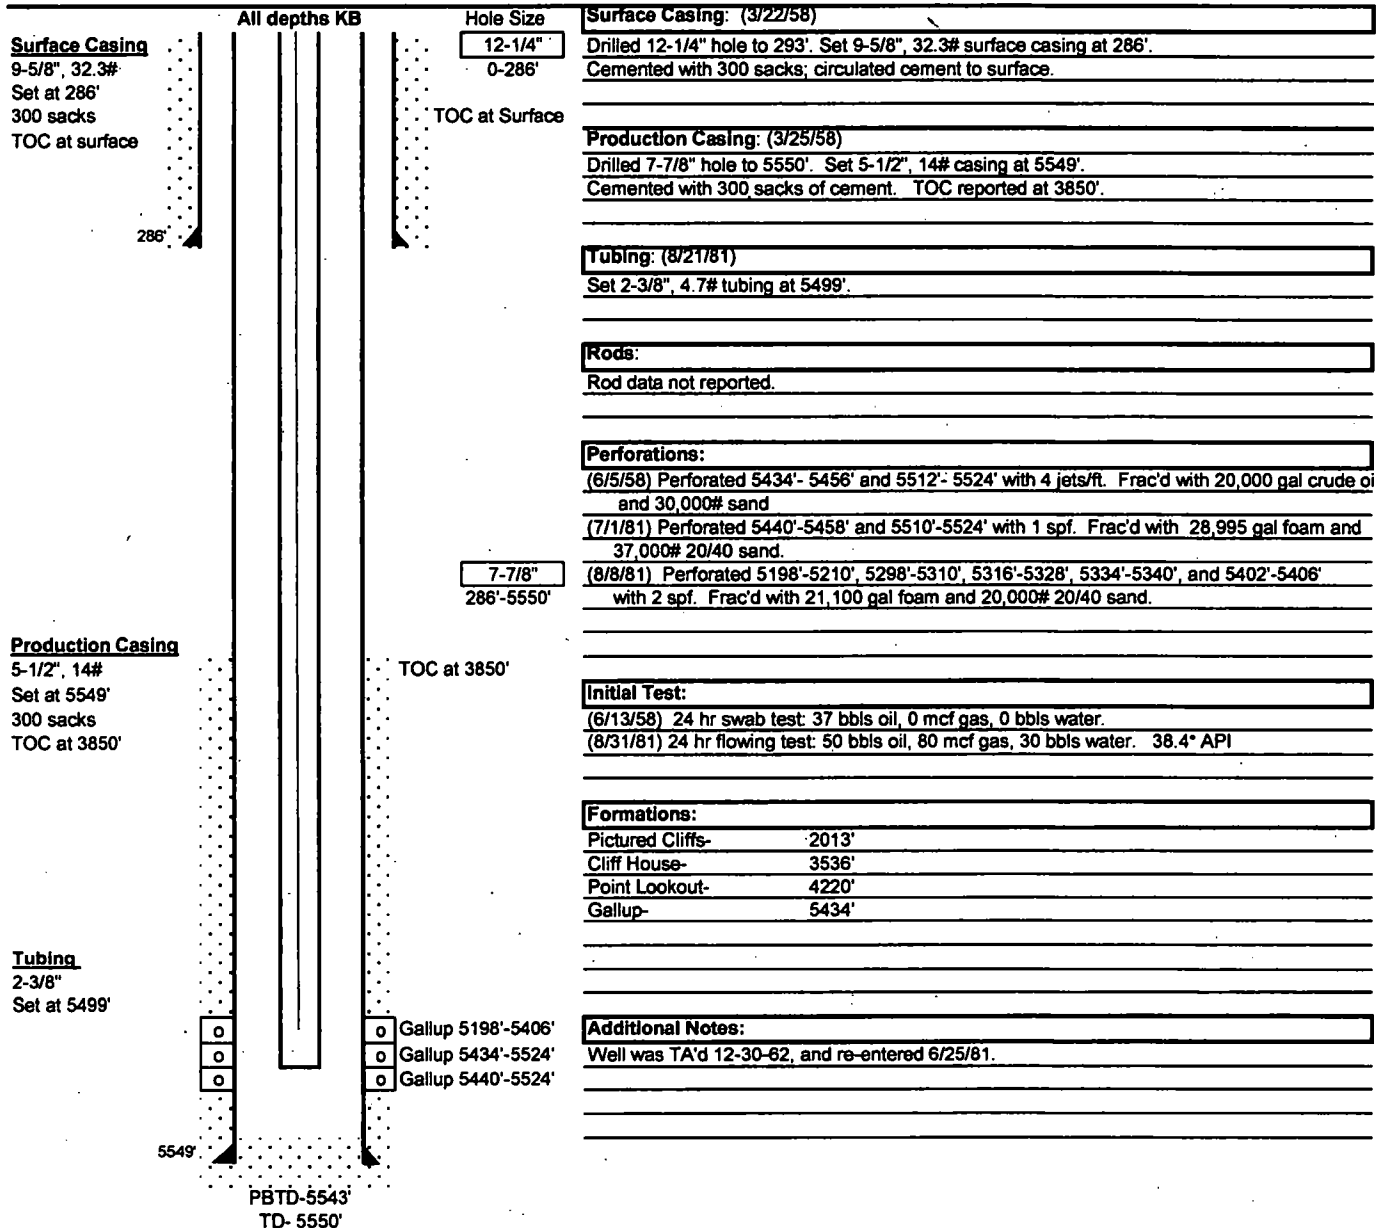 All depths KB
Surface Casing
9-5/8", 32.3#
Set at 286'
300 sacks
TOC at surface
286'
Hole Size
12-1/4"
0-286'
TOC at Surface
7-7/8"
286'-5550'
Production Casing
5-1/2", 14#
Set at 5549'
300 sacks
TOC at 3850'
TOC at 3850'
Tubing
2-3/8"
Set at 5499'
o o Gallup 5198'-5406'
o o Gallup 5434'-5524'
o o Gallup 5440'-5524'
5549'
PBTD-5543'
TD- 5550'
Surface Casing: (3/22/58)
Drilled 12-1/4" hole to 293'. Set 9-5/8", 32.3# surface casing at 286'.
Cemented with 300 sacks; circulated cement to surface.
Production Casing: (3/25/58)
Drilled 7-7/8" hole to 5550'. Set 5-1/2", 14# casing at 5549'.
Cemented with 300 sacks of cement. TOC reported at 3850'.
Tubing: (8/21/81)
Set 2-3/8", 4.7# tubing at 5499'.
Rods:
Rod data not reported.
Perforations:
(6/5/58) Perforated 5434'- 5456' and 5512'- 5524' with 4 jets/ft. Frac'd with 20,000 gal crude oi
and 30,000# sand
(7/1/81) Perforated 5440'-5458' and 5510'-5524' with 1 spf. Frac'd with 28,995 gal foam and
37,000# 20/40 sand.
(8/8/81) Perforated 5198'-5210', 5298'-5310', 5316'-5328', 5334'-5340', and 5402'-5406'
with 2 spf. Frac'd with 21,100 gal foam and 20,000# 20/40 sand.
Initial Test:
(6/13/58) 24 hr swab test: 37 bbls oil, 0 mcf gas, 0 bbls water.
(8/31/81) 24 hr flowing test: 50 bbls oil, 80 mcf gas, 30 bbls water. 38.4° API
Formations:
Pictured Cliffs- 2013'
Cliff House- 3536'
Point Lookout- 4220'
Gallup- 5434'
Additional Notes:
Well was TA'd 12-30-62, and re-entered 6/25/81.